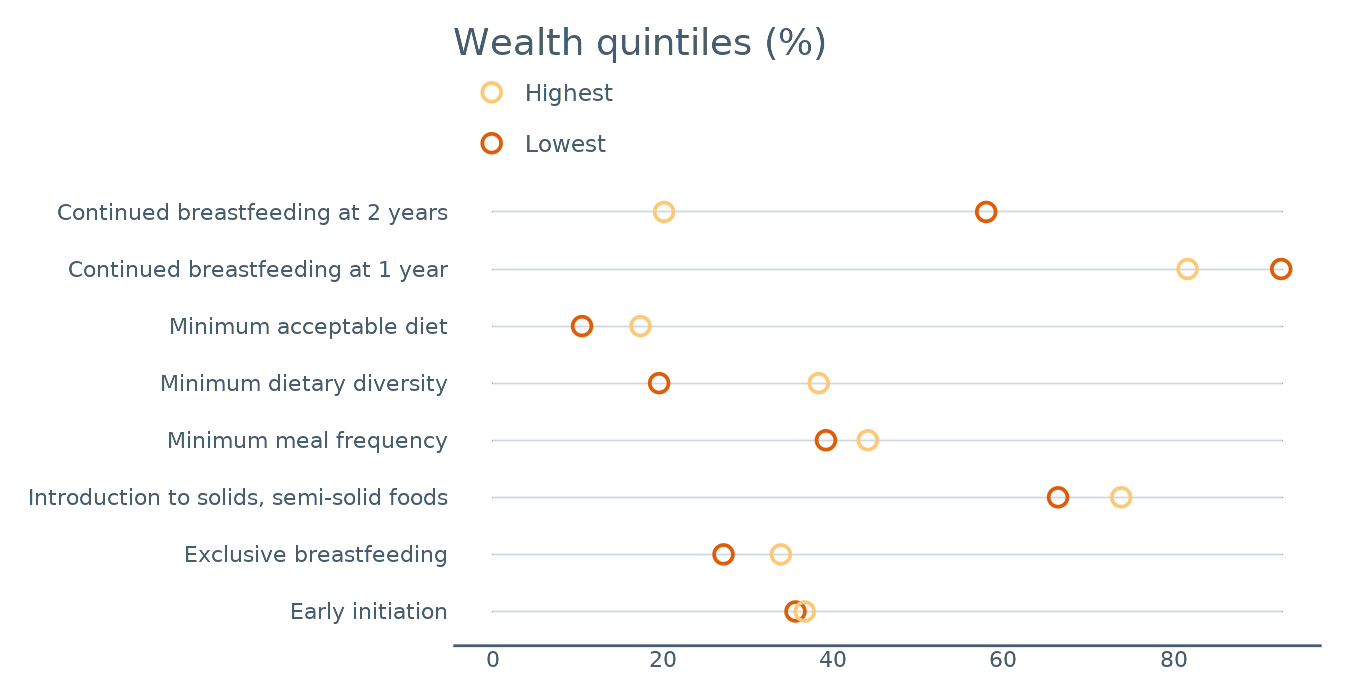 Wealth quintiles (%)
Highest
Lowest
Continued breastfeeding at 2 years
Continued breastfeeding at 1 year
Minimum acceptable diet
Minimum dietary diversity
Minimum meal frequency
Introduction to solids, semi-solid foods
Exclusive breastfeeding
Early initiation
0 20 40 60 80